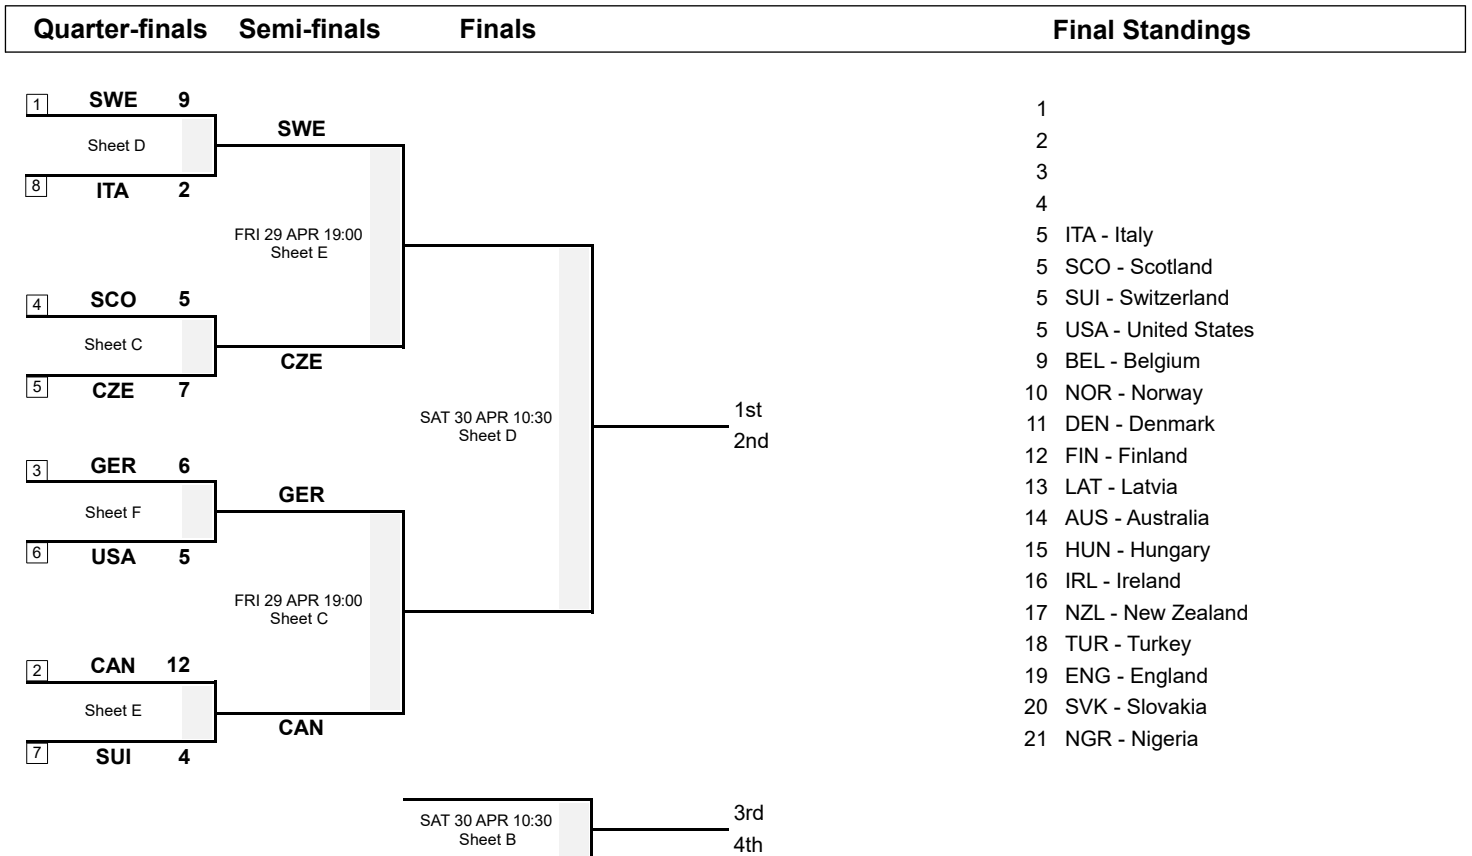 Quarter-finals Semi-finals Finals Final Standings
1 SWE 9
Sheet D
8 ITA 2
SWE
FRI 29 APR 19:00
Sheet E
4 SCO 5
Sheet C
5 CZE 7
CZE
SAT 30 APR 10:30
Sheet D
1st
2nd
3 GER 6
Sheet F
6 USA 5
GER
FRI 29 APR 19:00
Sheet C
2 CAN 12
Sheet E
7 SUI 4
CAN
SAT 30 APR 10:30
Sheet B
3rd
4th
1
2
3
4
5 ITA - Italy
5 SCO - Scotland
5 SUI - Switzerland
5 USA - United States
9 BEL - Belgium
10 NOR - Norway
11 DEN - Denmark
12 FIN - Finland
13 LAT - Latvia
14 AUS - Australia
15 HUN - Hungary
16 IRL - Ireland
17 NZL - New Zealand
18 TUR - Turkey
19 ENG - England
20 SVK - Slovakia
21 NGR - Nigeria